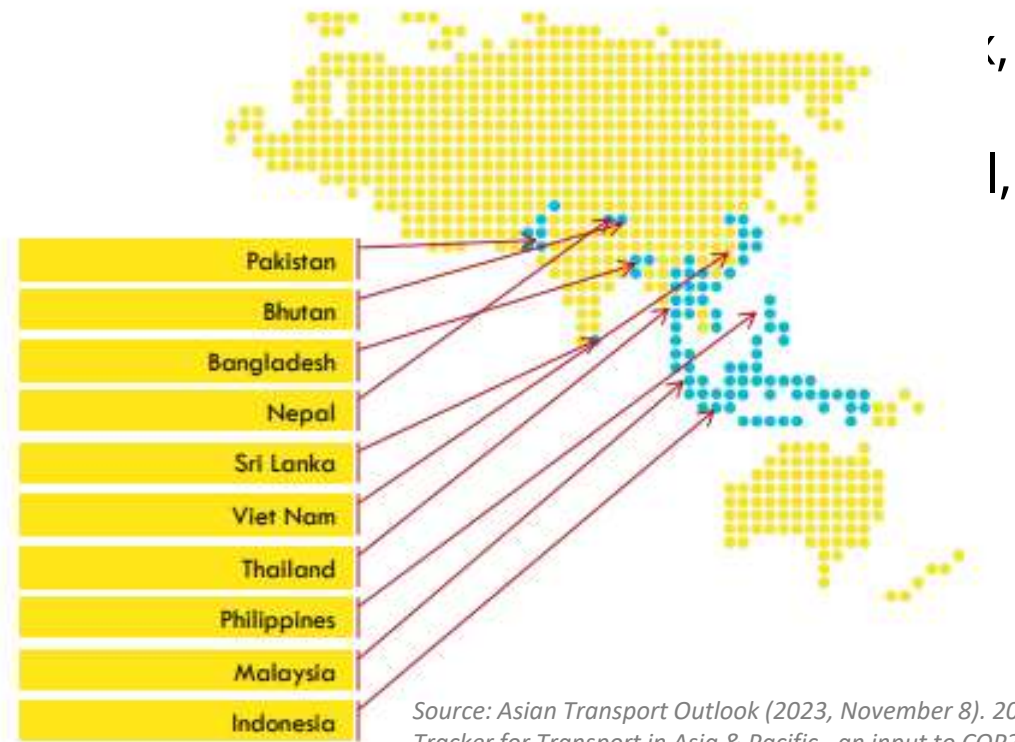 Pakistan
Bhutan
Bangladesh
Nepal
Sri Lanka
Viet Nam
Thailand
Philippines
Malaysia
Indonesia
Source: Asian Transport Outlook (2023, November 8). 20
Tracker for Transport in Asia & Pacific - an input to